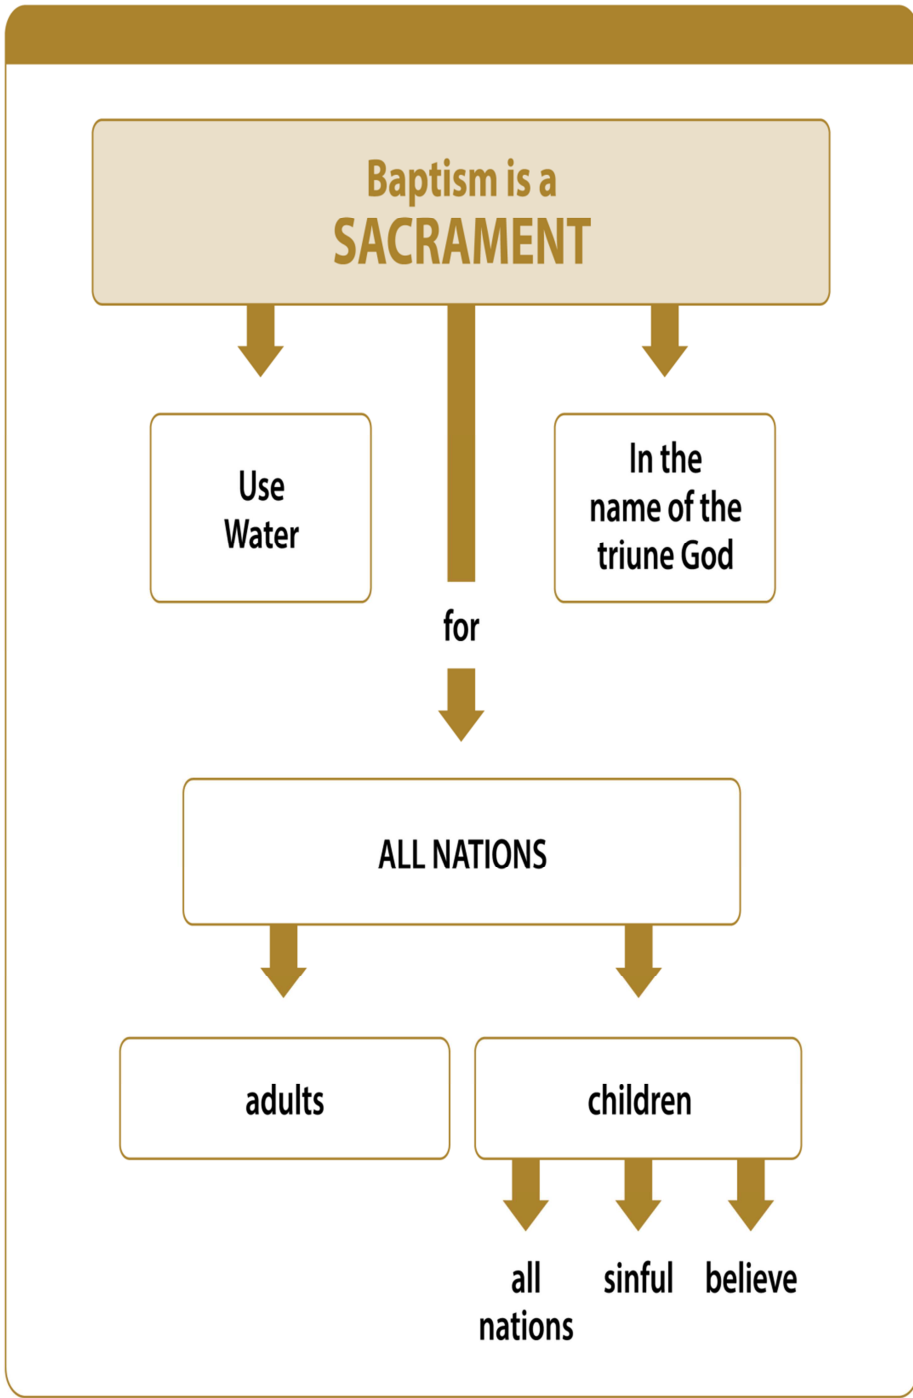 Baptism is a
SACRAMENT
Use
Water
In the
name of the
triune God
for
ALL NATIONS
adults
children
all
nations
sinful
believe